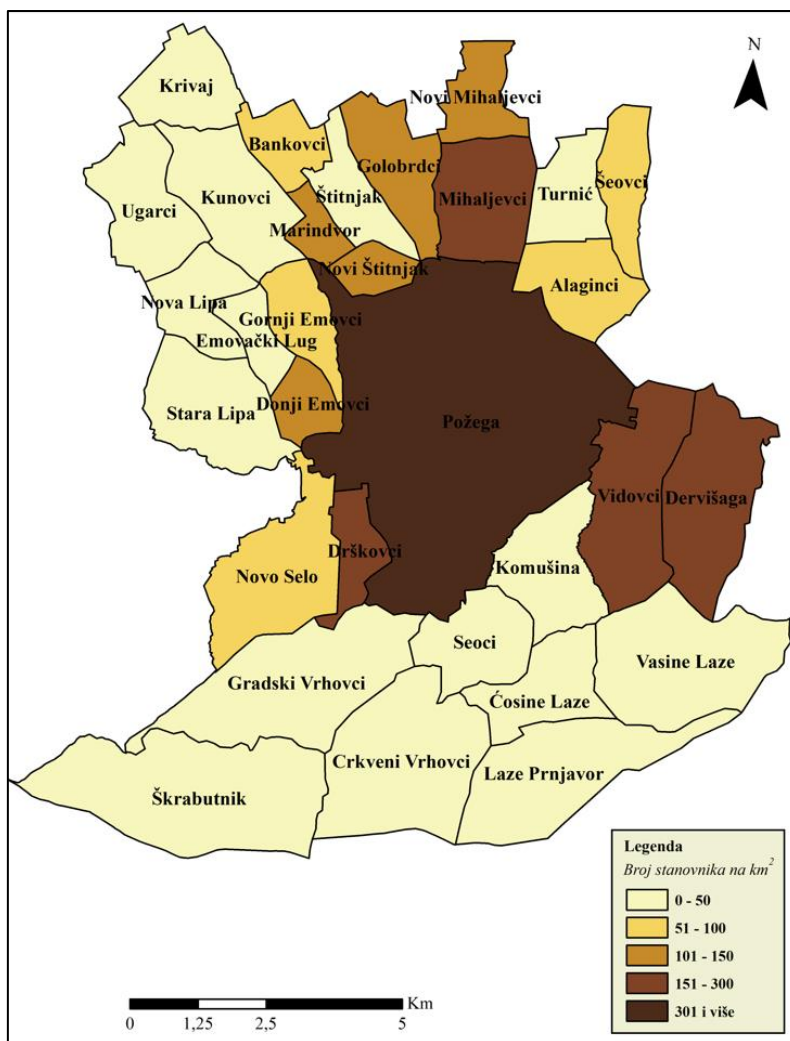 N
Krivaj
Novi Mihaljevci
Bankovci
Golobrdci
Kunovci
Štitnjak
Mihaljevci
Turnić
Šeovci
Ugarci
Marindvor
Novi Štitnjak
Alaginci
Nova Lipa
Gornji Emovci
Emovački Lug
Stara Lipa
Donji Emovci
Požega
Vidovci
Dervišaga
Drškovci
Komušina
Novo Selo
Seoci
Vasine Laze
Gradski Vrhovci
Ćosine Laze
Crkveni Vrhovci
Laze Prnjavor
Škrabutnik
Legenda
Broj stanovnika na km²
0 - 50
51 - 100
101 - 150
151 - 300
301 i više
Km
0 1,25 2,5 5